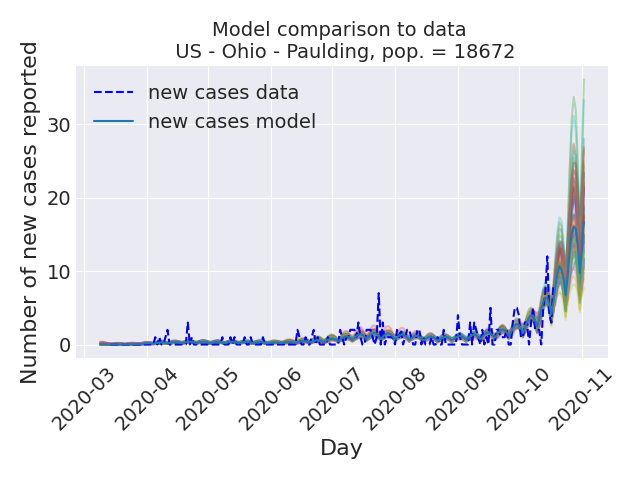 Model comparison to data
US - Ohio - Paulding, pop. = 18672
Number of new cases reported
new cases data
new cases model
30
20
10
0
2020-03
2020-04
2020-05
2020-06
2020-07
2020-08
2020-09
2020-10
2020-11
Day